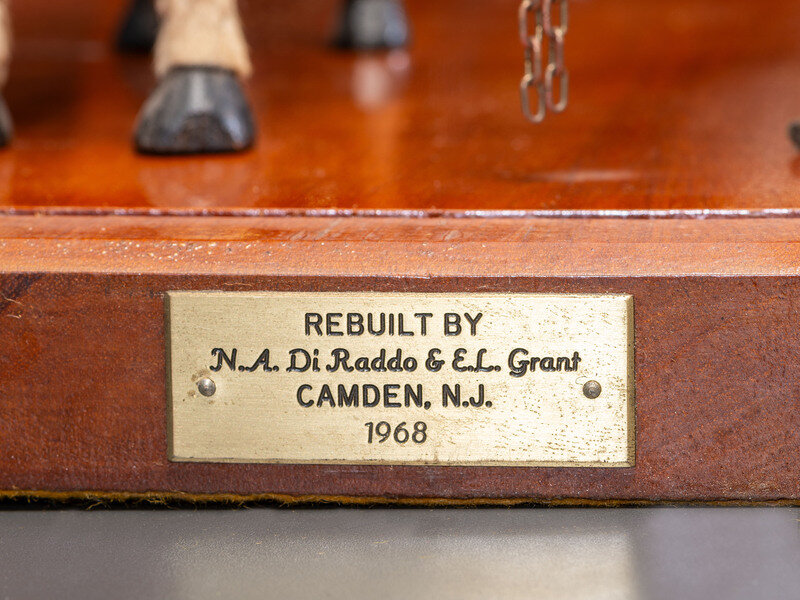 REBUILT BY
N.A. Di Raddo & E.L. Grant
CAMDEN, N.J.
1968